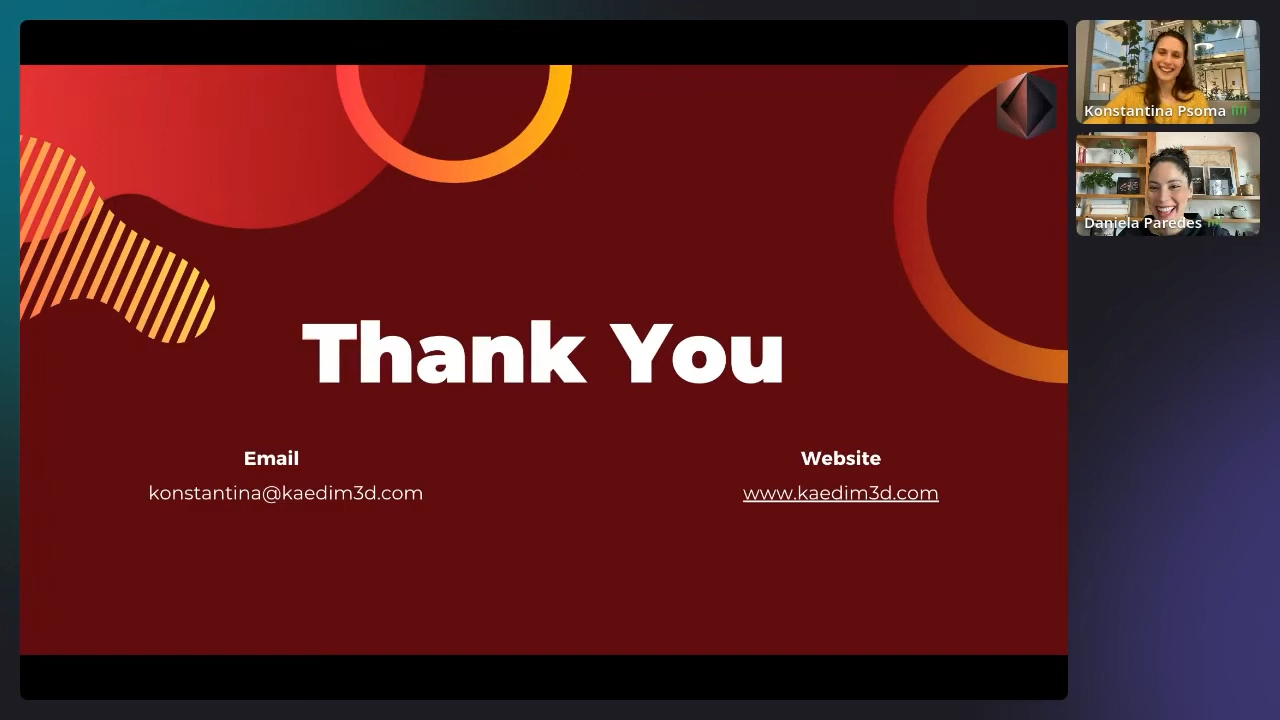 Thank You
Email
konstantina@kaedim3d.com
Website
www.kaedim3d.com
Konstantina Psoma
Daniela Paredes